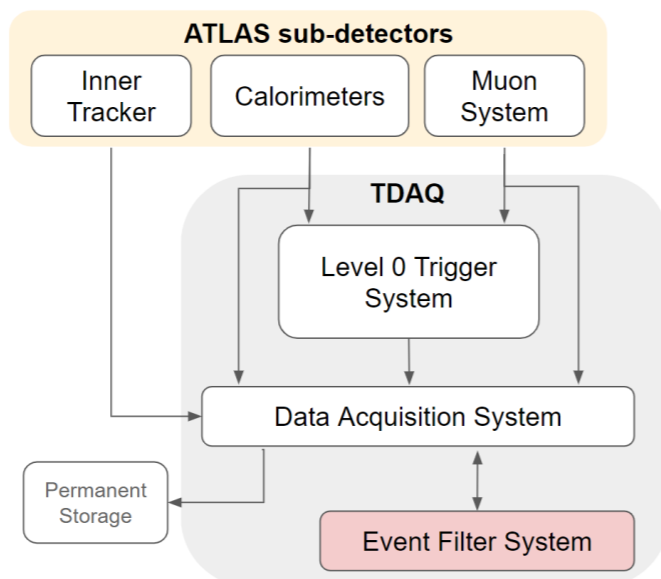 ATLAS sub-detectors
Inner
Tracker
Calorimeters
Muon
System
TDAQ
Level 0 Trigger
System
Data Acquisition System
Permanent
Storage
Event Filter System